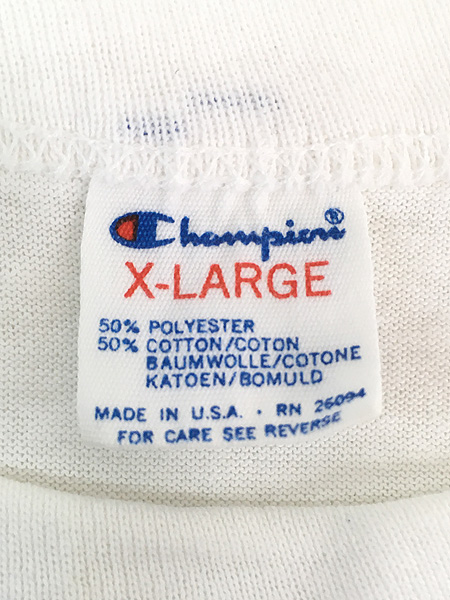 Champion®
X-LARGE
50% POLYESTER
50% COTTON/COTON
BAUMWOLLE/COTONE
KATOEN/BOMULD
MADE IN U.S.A. · RN 26094
FOR CARE SEE REVERSE